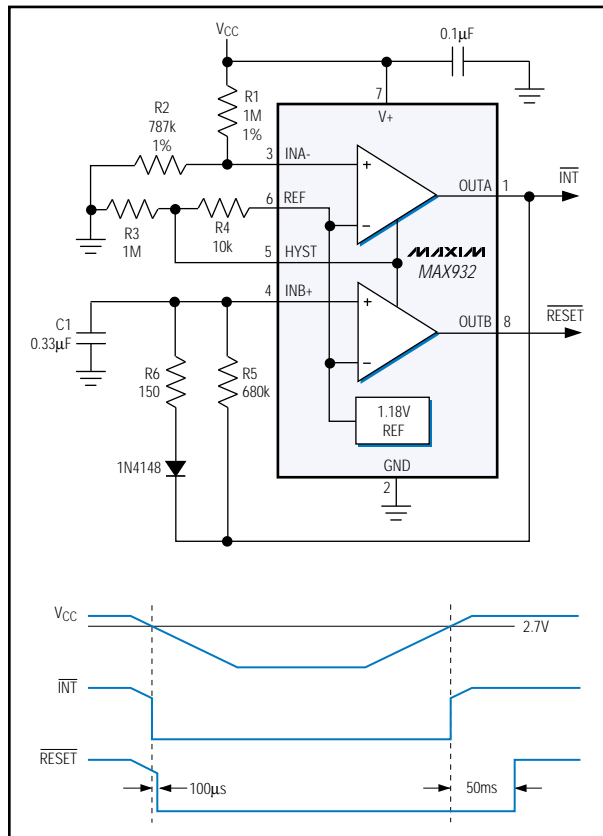 VCC
0.1µF
R2
787k
1%
R1
1M
1%
7
V+
3 INA-
+
OUTA 1
INT
6 REF
R3
1M
R4
10k
−
5 HYST
MAXIM
MAX932
4 INB+
+
OUTB 8
RESET
C1
0.33µF
R6
150
R5
680k
−
1.18V
REF
1N4148
GND
2
VCC
2.7V
INT
RESET
100µs
50ms